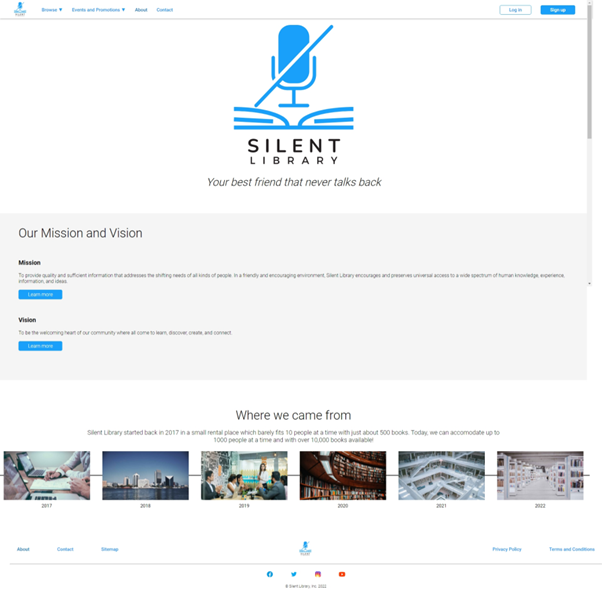 Browse ▼ Events and Promotions ▼ About Contact Log in Sign up
SILENT
LIBRARY
Your best friend that never talks back
Our Mission and Vision
Mission
To provide quality and sufficient information that addresses the shifting needs of all kinds of people. In a friendly and encouraging environment, Silent Library encourages and preserves universal access to a wide spectrum of human knowledge, experience,
information, and ideas.
Learn more
Vision
To be the welcoming heart of our community where all come to learn, discover, create, and connect
Learn more
Where we came from
Silent Library started back in 2017 in a small rental place which barely fits 10 people at a time with just about 500 books. Today, we can accomodate up to
1000 people at a time and with over 10,000 books available!
2017 2018 2019 2020 2021 2022
About Contact Sitemap Privacy Policy Terms and Conditions
© Silent Library, Inc. 2022